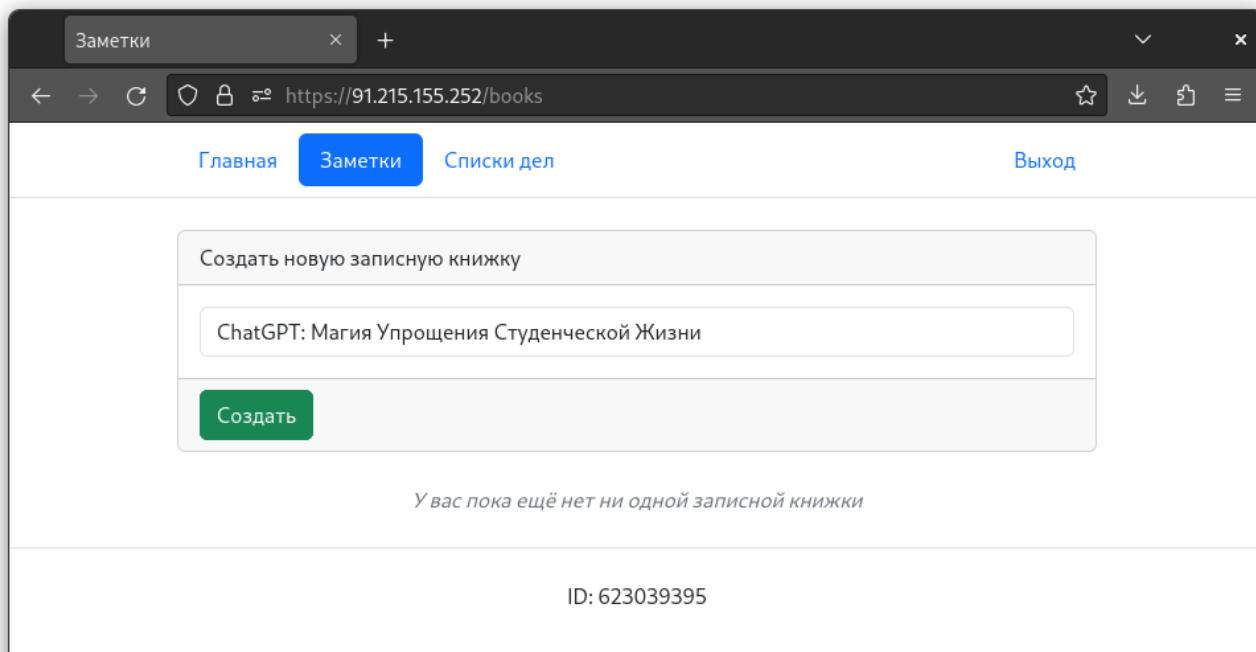 Заметки
https://91.215.155.252/books
Главная Заметки Списки дел Выход
Создать новую записную книжку
ChatGPT: Магия Упрощения Студенческой Жизни
Создать
У вас пока ещё нет ни одной записной книжки
ID: 623039395